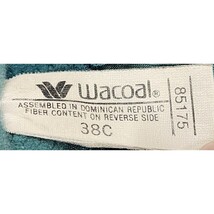 wacoal®
ASSEMBLED IN DOMINICAN REPUBLIC
FIBER CONTENT ON REVERSE SIDE
38C
85175